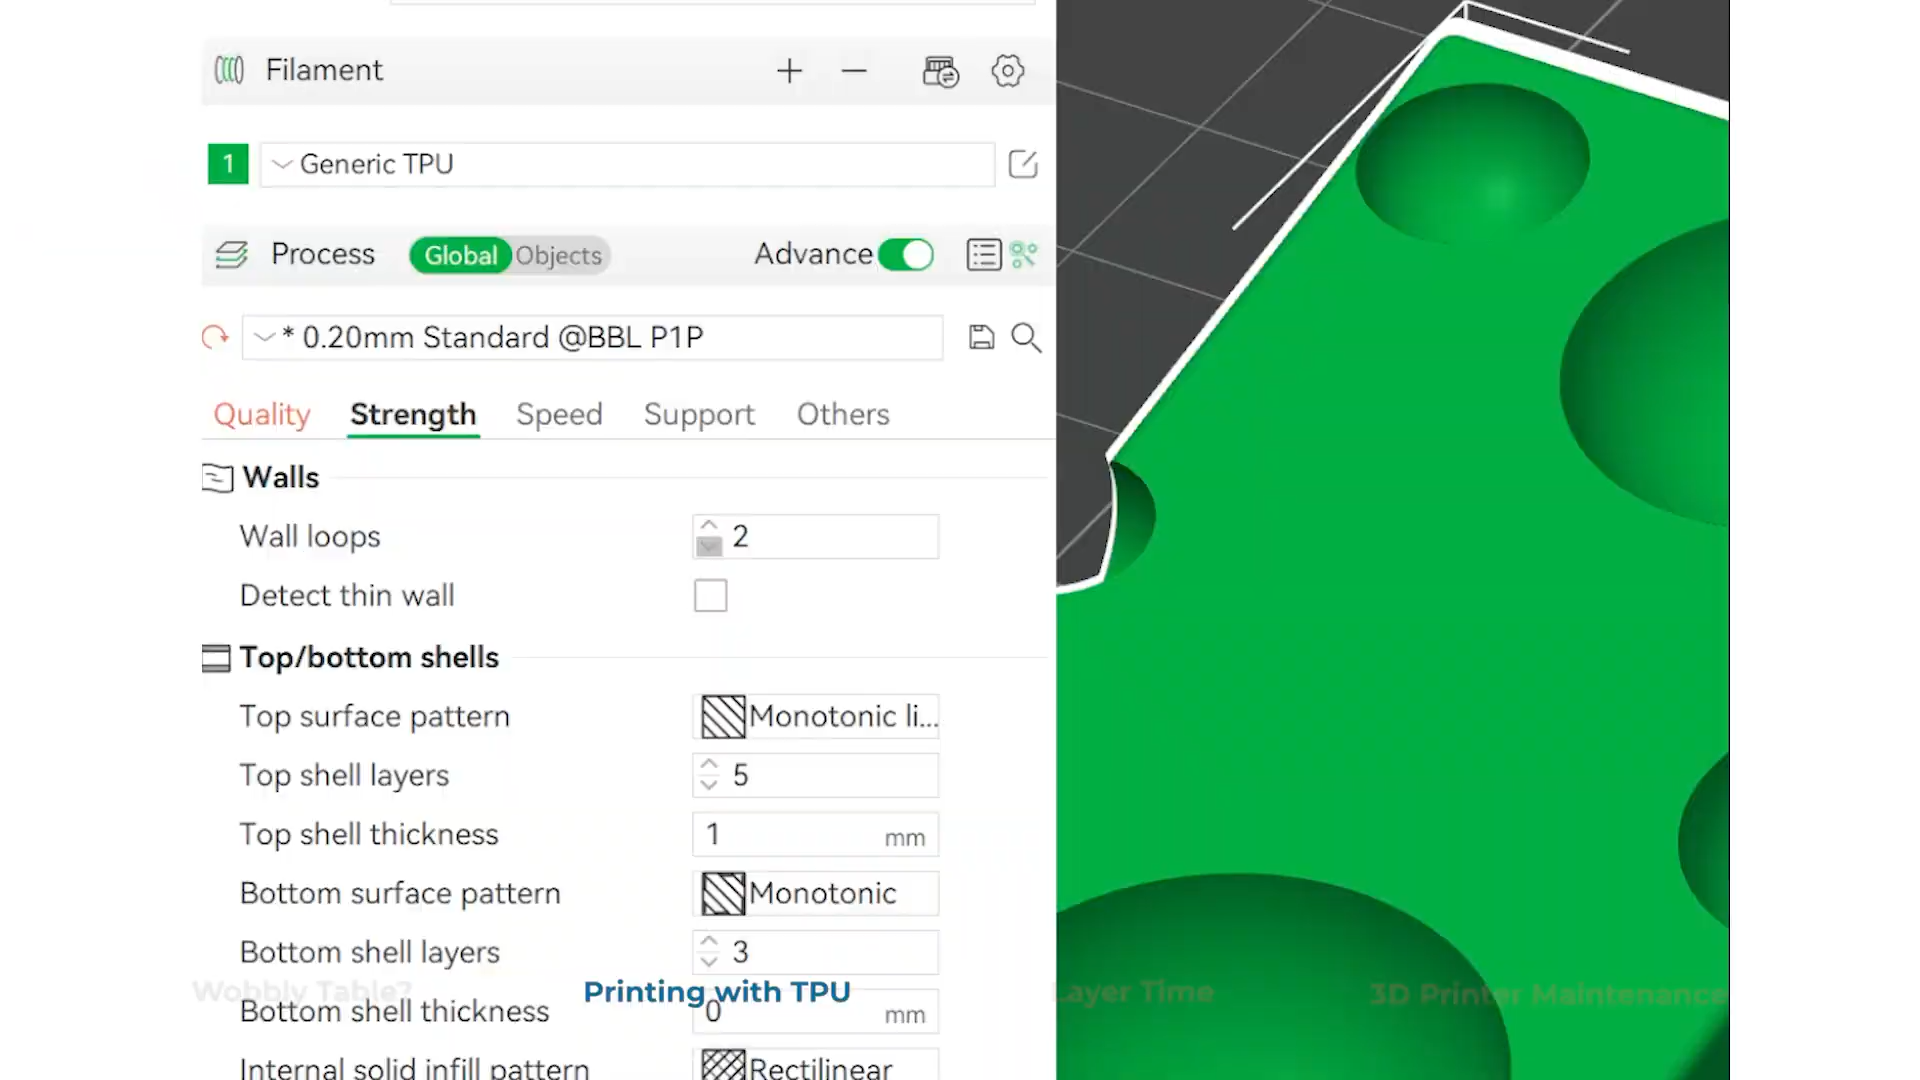 Filament
1 Generic TPU
Process Global Objects Advance
* 0.20mm Standard @BBL P1P
Quality Strength Speed Support Others
Walls
Wall loops 2
Detect thin wall
Top/bottom shells
Top surface pattern Monotonic li...
Top shell layers 5
Top shell thickness 1 mm
Bottom surface pattern Monotonic
Bottom shell layers 3
Wobbly Table? Printing with TPU Layer Time 3D Printer Maintenance
Bottom shell thickness 0 mm
Internal solid infill pattern Rectilinear